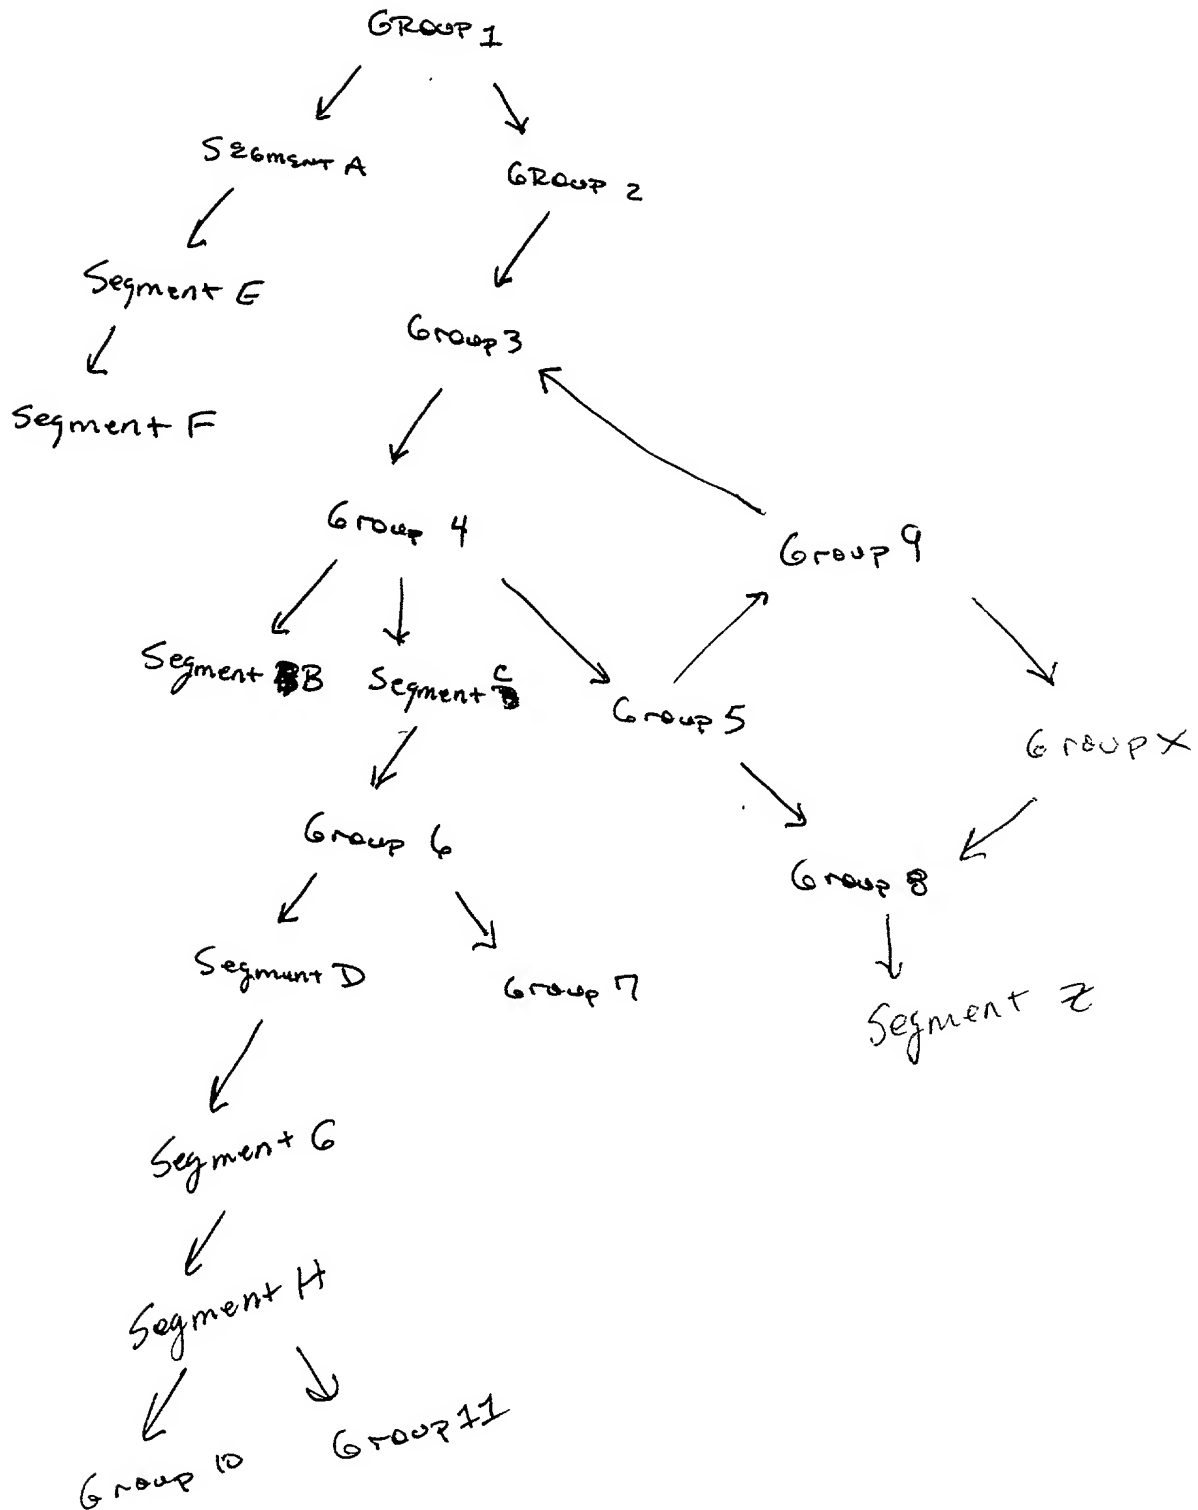 GROUP 1
SEGMENT A
GROUP 2
Segment E
Group 3
Segment F
Group 4
Group 9
Segment B
Segment C
Group 5
Group X
Group 6
Group 8
Segment D
Group 7
Segment Z
Segment G
Segment H
Group 10
Group 11